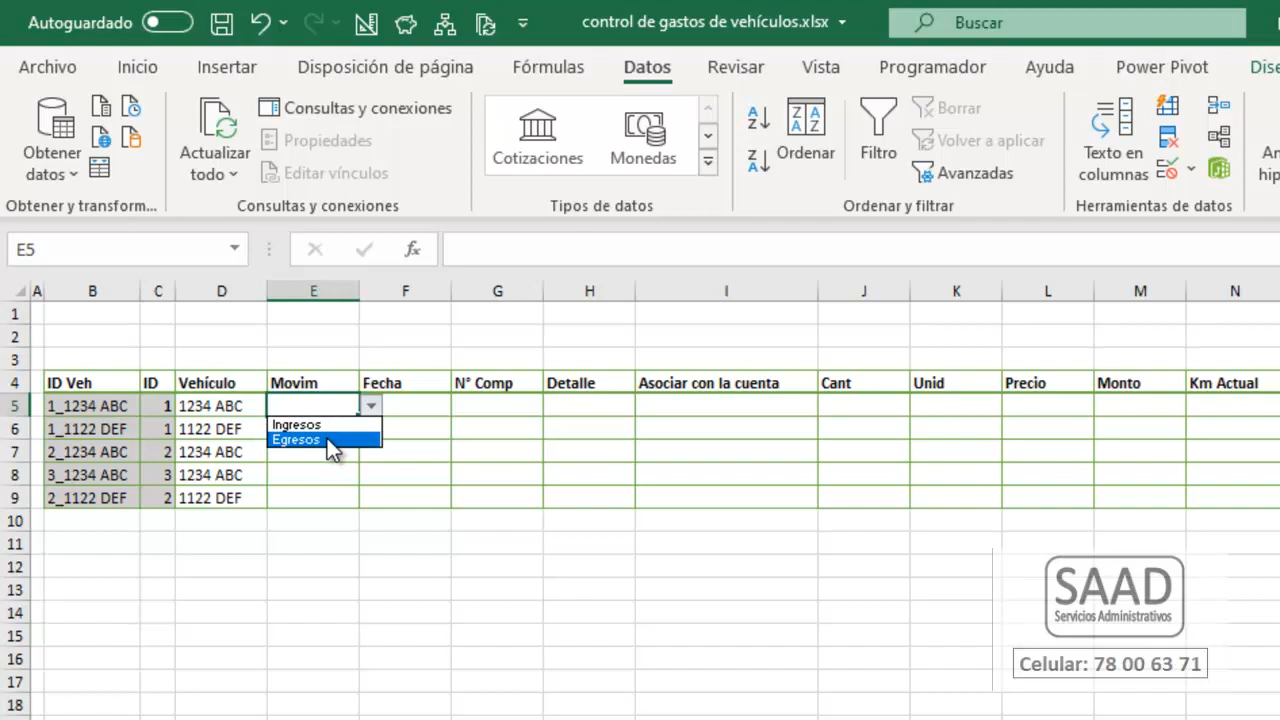 Autoguardado
control de gastos de vehículos.xlsx
Buscar
Archivo Inicio Insertar Disposición de página Fórmulas Datos Revisar Vista Programador Ayuda Power Pivot
Obtener datos
Actualizar todo
Consultas y conexiones
Propiedades
Editar vínculos
Cotizaciones
Monedas
Ordenar
Filtro
Borrar
Volver a aplicar
Avanzadas
Texto en columnas
Obtener y transform...
Consultas y conexiones
Tipos de datos
Ordenar y filtrar
Herramientas de datos
E5
fx
A B C D E F G H I J K L M N
1
2
3
4 ID Veh ID Vehículo Movim Fecha N° Comp Detalle Asociar con la cuenta Cant Unid Precio Monto Km Actual
5 1_1234 ABC 1 1234 ABC
Ingresos
6 1_1122 DEF 1 1122 DEF
Egresos
7 2_1234 ABC 2 1234 ABC
8 3_1234 ABC 3 1234 ABC
9 2_1122 DEF 2 1122 DEF
10
11
12
13
14
15
16
17
18
SAAD
Servicios Administrativos
Celular: 78 00 63 71